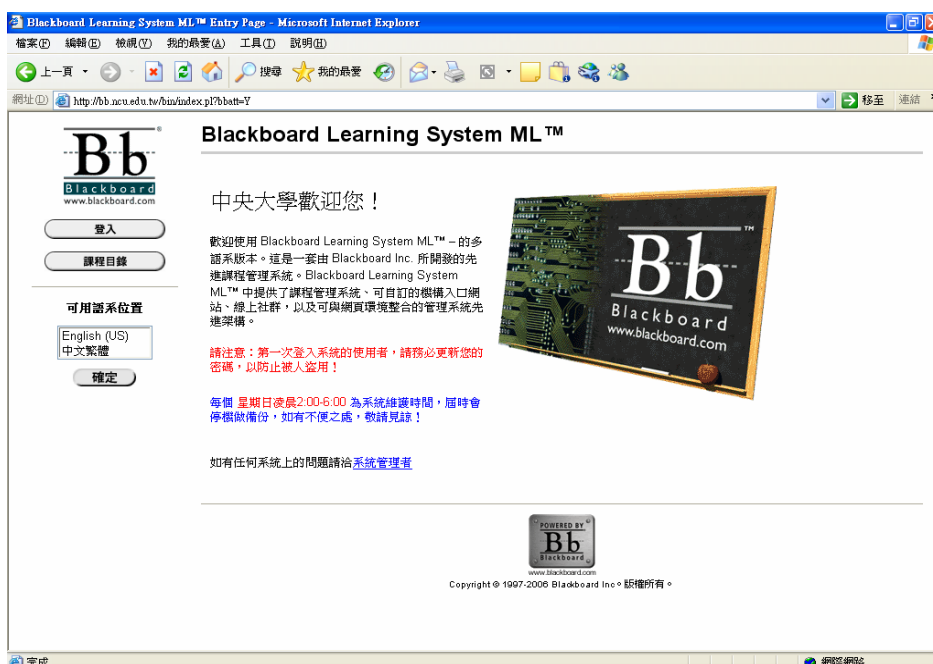 Blackboard Learning System ML™ Entry Page - Microsoft Internet Explorer
檔案(F) 編輯(E) 檢視(V) 我的最愛(A) 工具(T) 說明(H)
上一頁 搜尋 我的最愛
網址(D) http://bb.ncu.edu.tw/bin/index.pl?bbatt=Y 移至 連結
Bb
Blackboard
www.blackboard.com
登入
課程目錄
可用語系位置
English (US)
中文繁體
確定
Blackboard Learning System ML™
中央大學歡迎您！
歡迎使用 Blackboard Learning System ML™ – 的多
語系版本。這是一套由 Blackboard Inc. 所開發的先
進課程管理系統。Blackboard Learning System
ML™ 中提供了課程管理系統、可自訂的機構入口網
站、線上社群，以及可與網頁環境整合的管理系統先
進架構。
請注意：第一次登入系統的使用者，請務必更新您的
密碼，以防止被人盜用！
每個 星期日凌晨2:00-6:00 為系統維護時間，屆時會
停機做備份，如有不便之處，敬請見諒！
如有任何系統上的問題請洽系統管理者
Bb ™
Blackboard
www.blackboard.com
POWERED BY
Bb
Blackboard
www.blackboard.com
Copyright © 1997-2006 Blackboard Inc。版權所有。
完成
網際網路